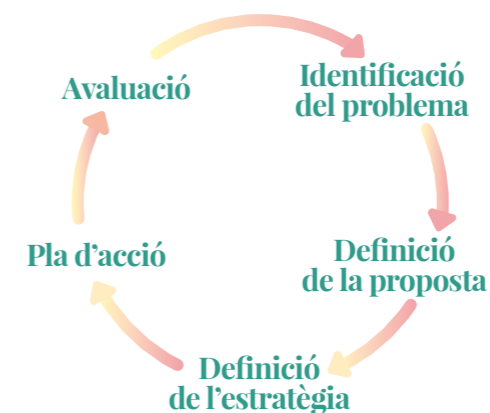 Avaluació
Identificació
del problema
Pla d’acció
Definició
de la proposta
Definició
de l’estratègia